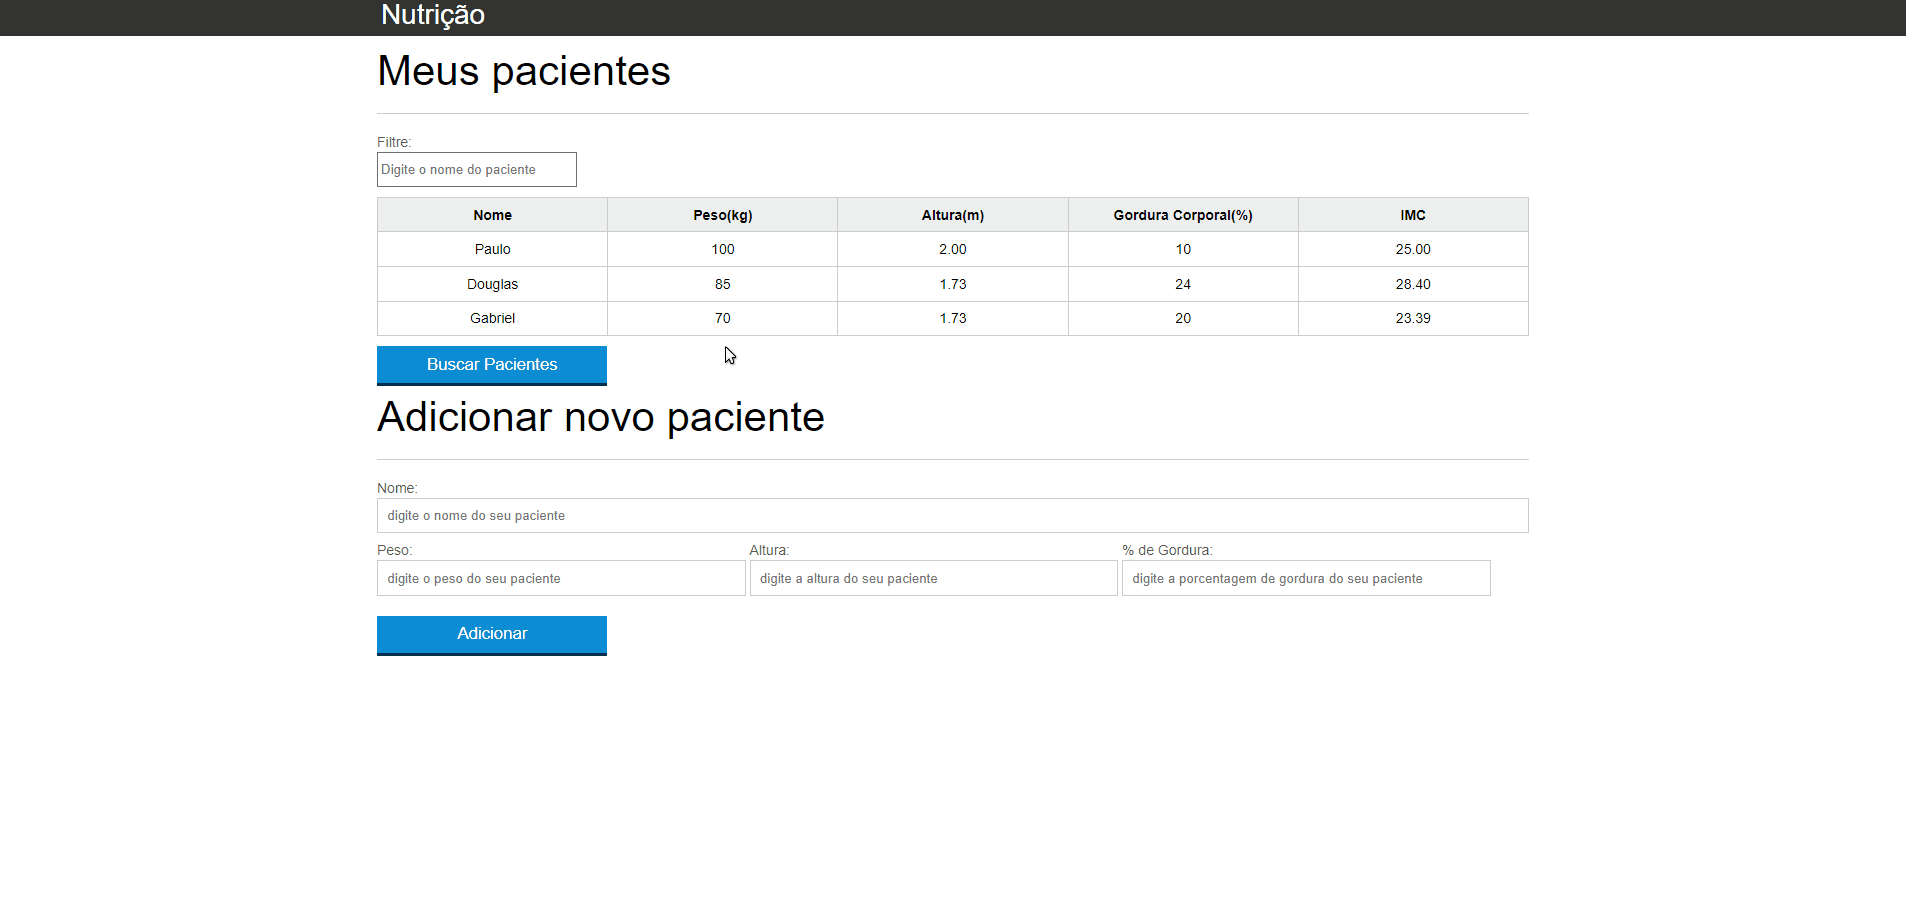 Nutrição
Meus pacientes
Filtre:
Digite o nome do paciente
Nome Peso(kg) Altura(m) Gordura Corporal(%) IMC
Paulo 100 2.00 10 25.00
Douglas 85 1.73 24 28.40
Gabriel 70 1.73 20 23.39
Buscar Pacientes
Adicionar novo paciente
Nome:
digite o nome do seu paciente
Peso: Altura: % de Gordura:
digite o peso do seu paciente digite a altura do seu paciente digite a porcentagem de gordura do seu paciente
Adicionar